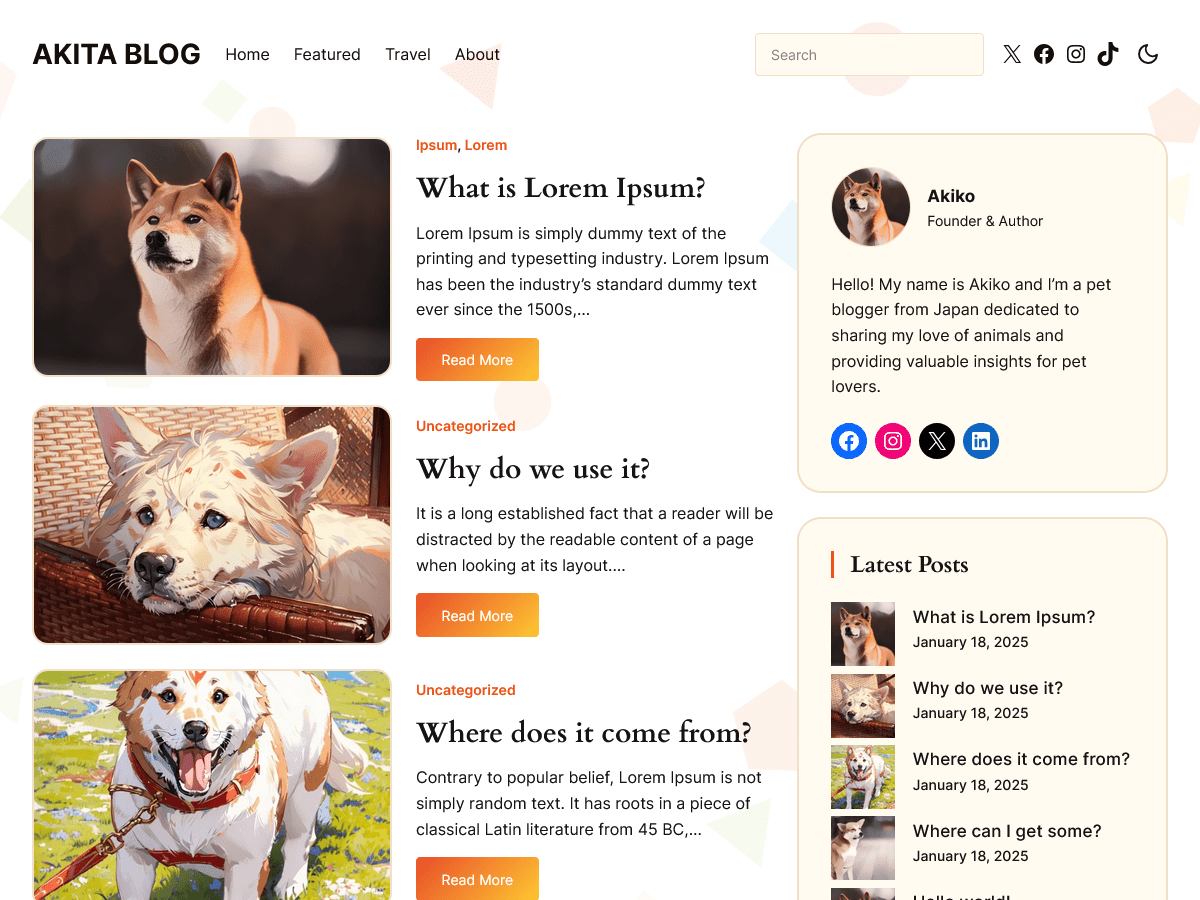 AKITA BLOG
Home
Featured
Travel
About
Search
Ipsum, Lorem
What is Lorem Ipsum?
Lorem Ipsum is simply dummy text of the
printing and typesetting industry. Lorem Ipsum
has been the industry’s standard dummy text
ever since the 1500s,...
Read More
Uncategorized
Why do we use it?
It is a long established fact that a reader will be
distracted by the readable content of a page
when looking at its layout....
Read More
Uncategorized
Where does it come from?
Contrary to popular belief, Lorem Ipsum is not
simply random text. It has roots in a piece of
classical Latin literature from 45 BC,...
Read More
Akiko
Founder & Author
Hello! My name is Akiko and I’m a pet
blogger from Japan dedicated to
sharing my love of animals and
providing valuable insights for pet
lovers.
Latest Posts
What is Lorem Ipsum?
January 18, 2025
Why do we use it?
January 18, 2025
Where does it come from?
January 18, 2025
Where can I get some?
January 18, 2025
Hello world!